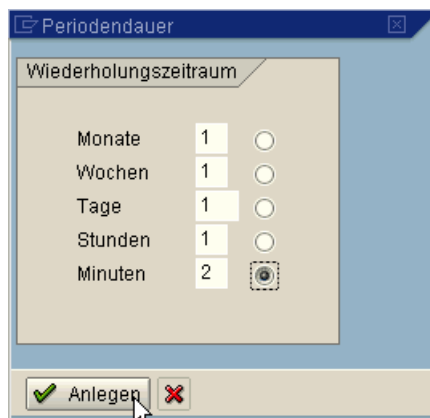 Periodendauer
Wiederholungszeitraum
Monate 1
Wochen 1
Tage 1
Stunden 1
Minuten 2
Anlegen